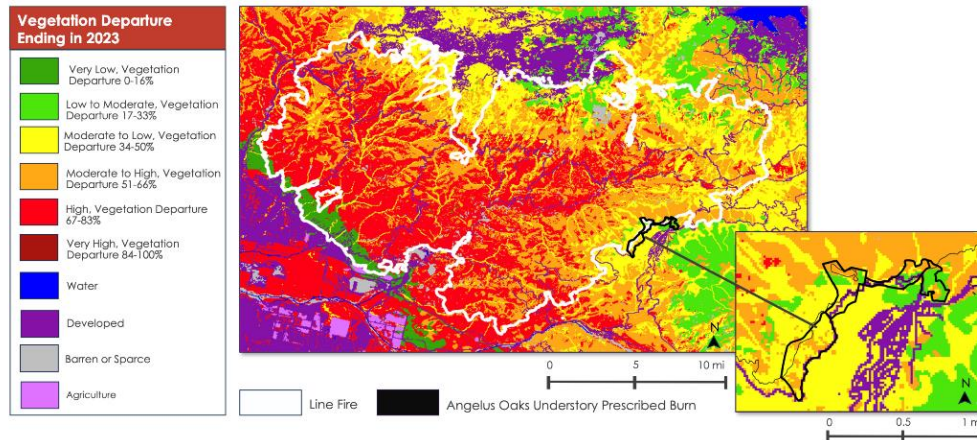 Vegetation Departure
Ending in 2023
Very Low, Vegetation
Departure 0-16%
Low to Moderate, Vegetation
Departure 17-33%
Moderate to Low, Vegetation
Departure 34-50%
Moderate to High, Vegetation
Departure 51-66%
High, Vegetation Departure
67-83%
Very High, Vegetation
Departure 84-100%
Water
Developed
Barren or Sparce
Agriculture
N
0 5 10 mi
Line Fire
Angelus Oaks Understory Prescribed Burn
N
0 0.5 1 m